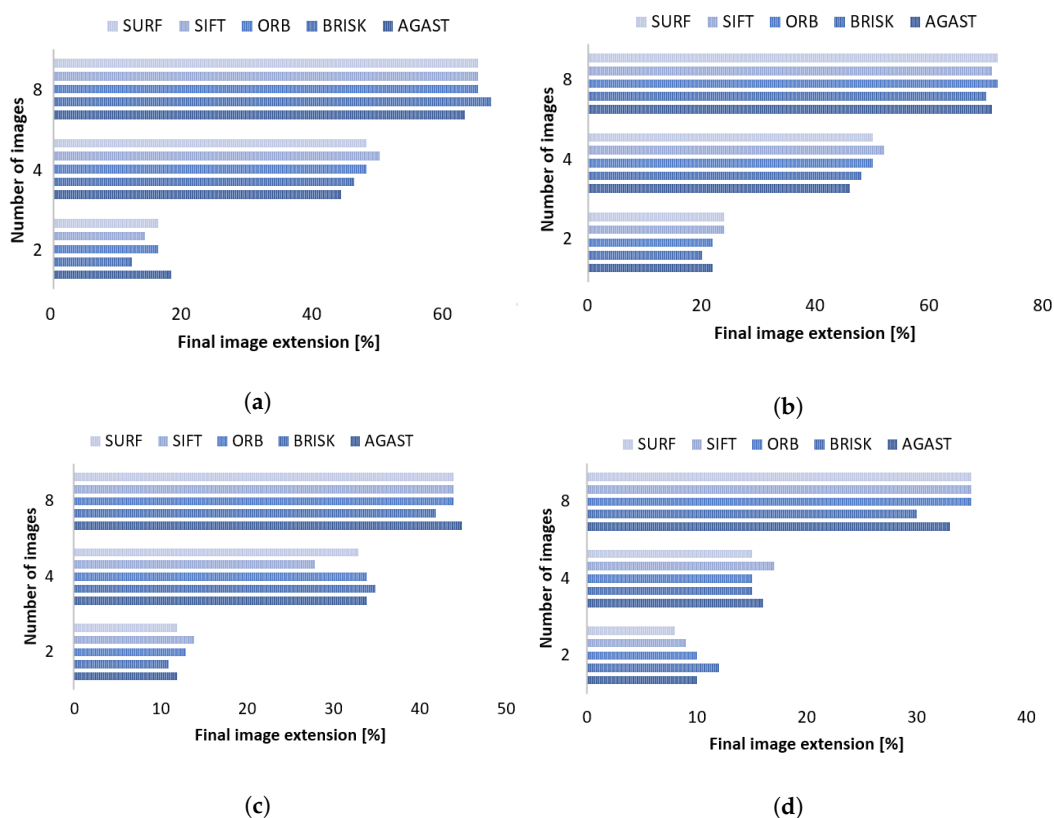 SURF SIFT ORB BRISK AGAST
Number of images
8
4
2
0 20 40 60
Final image extension [%]
(a)
SURF SIFT ORB BRISK AGAST
Number of images
8
4
2
0 20 40 60 80
Final image extension [%]
(b)
SURF SIFT ORB BRISK AGAST
Number of images
8
4
2
0 10 20 30 40 50
Final image extension [%]
(c)
SURF SIFT ORB BRISK AGAST
Number of images
8
4
2
0 10 20 30 40
Final image extension [%]
(d)